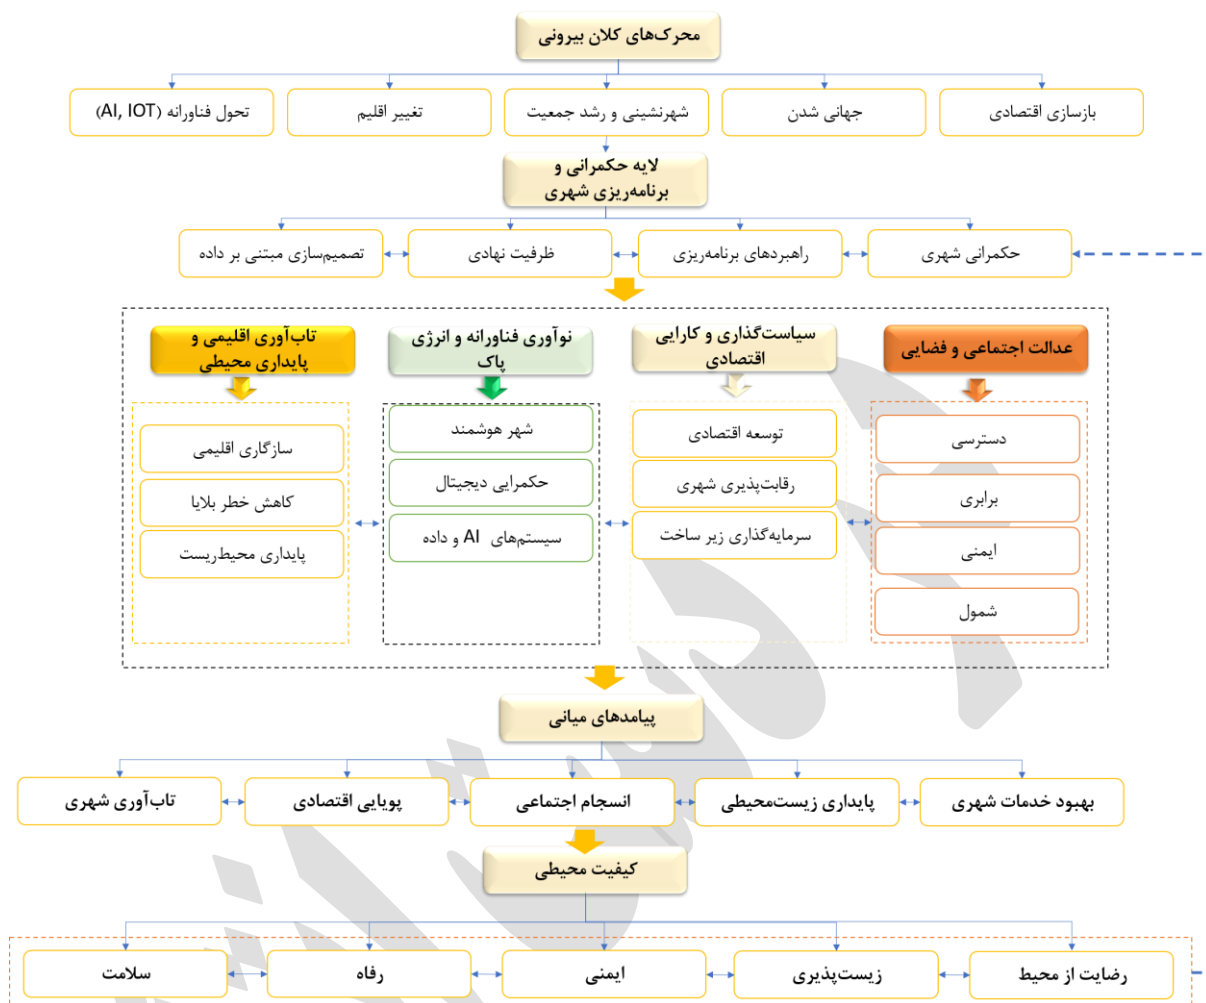 محرک‌های کلان بیرونی
بازسازی اقتصادی
جهانی شدن
شهرنشینی و رشد جمعیت
تغییر اقلیم
تحول فناورانه (AI, IOT)
لایه حکمرانی و
برنامه‌ریزی شهری
حکمرانی شهری
راهبردهای برنامه‌ریزی
ظرفیت نهادی
تصمیم‌سازی مبتنی بر داده
عدالت اجتماعی و فضایی
دسترسی
برابری
ایمنی
شمول
سیاست‌گذاری و کارایی
اقتصادی
توسعه اقتصادی
رقابت‌پذیری شهری
سرمایه‌گذاری زیر ساخت
نوآوری فناورانه و انرژی
پاک
شهر هوشمند
حکمرایی دیجیتال
سیستم‌های AI و داده
تاب‌آوری اقلیمی و
پایداری محیطی
سازگاری اقلیمی
کاهش خطر بلایا
پایداری محیط‌ریست
پیامدهای میانی
بهبود خدمات شهری
پایداری زیست‌محیطی
انسجام اجتماعی
پویایی اقتصادی
تاب‌آوری شهری
کیفیت محیطی
رضایت از محیط
زیست‌پذیری
ایمنی
رفاه
سلامت